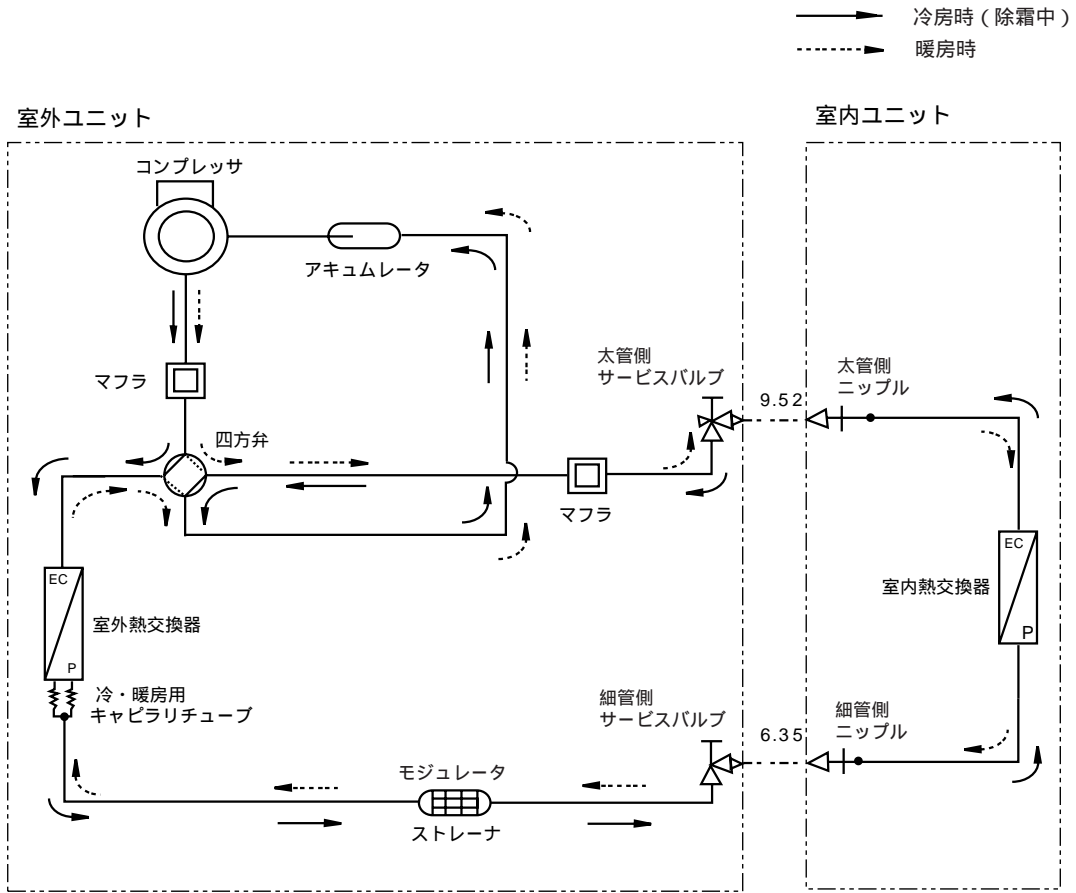 冷房時（除霜中）
暖房時
室外ユニット
室内ユニット
コンプレッサ
アキュムレータ
マフラ
四方弁
太管側
サービスバルブ
9.52
太管側
ニップル
マフラ
EC
P
室外熱交換器
EC
P
室内熱交換器
冷・暖房用
キャピラリチューブ
細管側
サービスバルブ
6.35
細管側
ニップル
モジュレータ
ストレーナ